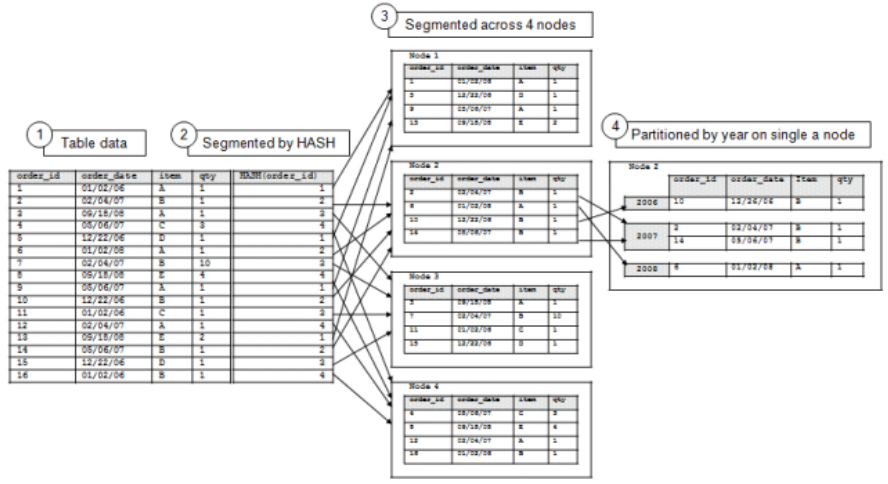 1 Table data
order_id order_date item qty
1 01/02/06 A 1
2 02/04/07 B 1
3 09/18/08 A 1
4 05/06/07 C 3
5 12/22/06 D 1
6 01/02/08 A 1
7 02/04/07 B 10
8 09/18/08 E 4
9 05/06/07 A 1
10 12/22/06 B 1
11 01/02/06 C 1
12 02/04/07 A 1
13 09/18/08 E 2
14 05/06/07 B 1
15 12/22/06 D 1
16 01/02/06 B 1
2 Segmented by HASH
HASH(order_id)
1
2
3
4
1
2
3
4
1
2
3
4
1
2
3
4
3 Segmented across 4 nodes
Node 1
order_id order_date item qty
1 01/02/06 A 1
5 12/22/06 D 1
9 05/06/07 A 1
13 09/18/08 E 2
Node 2
order_id order_date item qty
2 02/04/07 B 1
6 01/02/08 A 1
10 12/22/06 B 1
14 05/06/07 B 1
Node 3
order_id order_date item qty
3 09/18/08 A 1
7 02/04/07 B 10
11 01/02/06 C 1
15 12/22/06 D 1
Node 4
order_id order_date item qty
4 05/06/07 C 3
8 09/18/08 E 4
12 02/04/07 A 1
16 01/02/06 B 1
4 Partitioned by year on single a node
Node 2
order_id order_date Item qty
2006 10 12/26/06 B 1
2007
2 02/04/07 B 1
14 05/06/07 B 1
2008 6 01/02/08 A 1